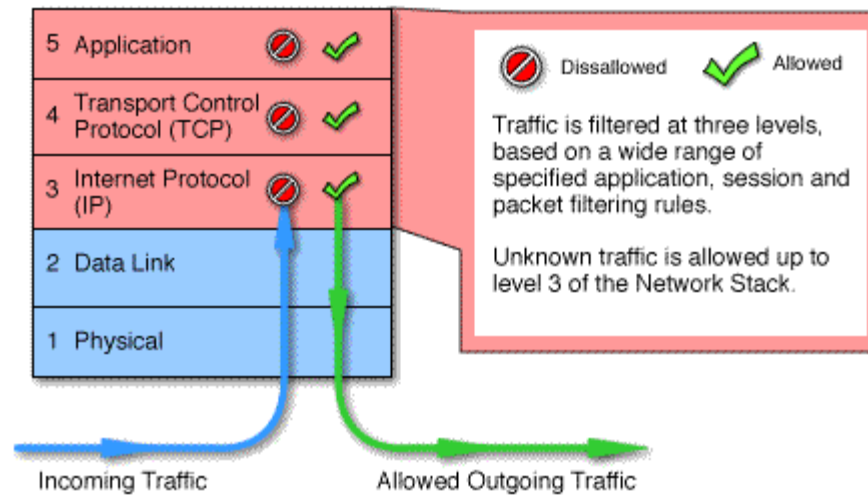 5 Application
4 Transport Control
Protocol (TCP)
3 Internet Protocol
(IP)
2 Data Link
1 Physical
Incoming Traffic
Allowed Outgoing Traffic
Dissallowed
Allowed
Traffic is filtered at three levels,
based on a wide range of
specified application, session and
packet filtering rules.
Unknown traffic is allowed up to
level 3 of the Network Stack.